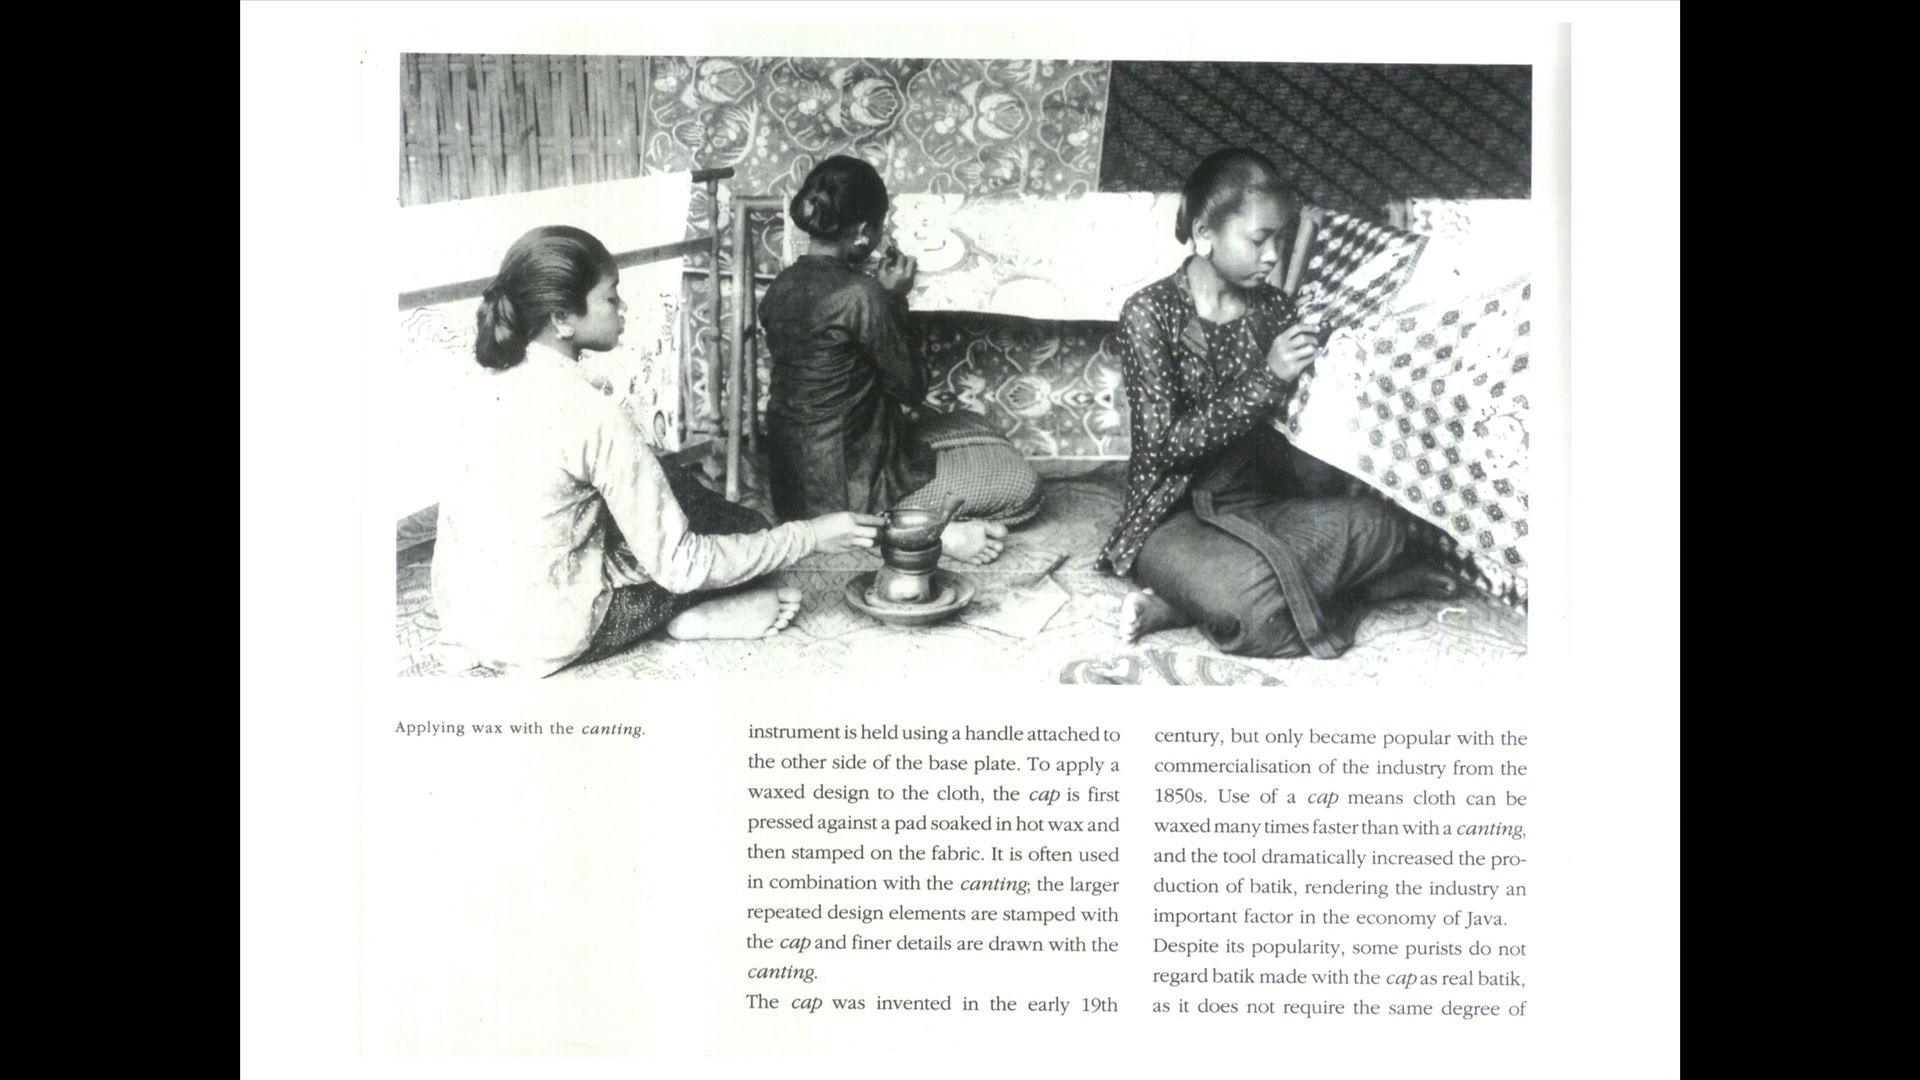 Applying wax with the canting.
instrument is held using a handle attached to
the other side of the base plate. To apply a
waxed design to the cloth, the cap is first
pressed against a pad soaked in hot wax and
then stamped on the fabric. It is often used
in combination with the canting; the larger
repeated design elements are stamped with
the cap and finer details are drawn with the
canting.
The cap was invented in the early 19th
century, but only became popular with the
commercialisation of the industry from the
1850s. Use of a cap means cloth can be
waxed many times faster than with a canting,
and the tool dramatically increased the pro-
duction of batik, rendering the industry an
important factor in the economy of Java.
Despite its popularity, some purists do not
regard batik made with the cap as real batik,
as it does not require the same degree of